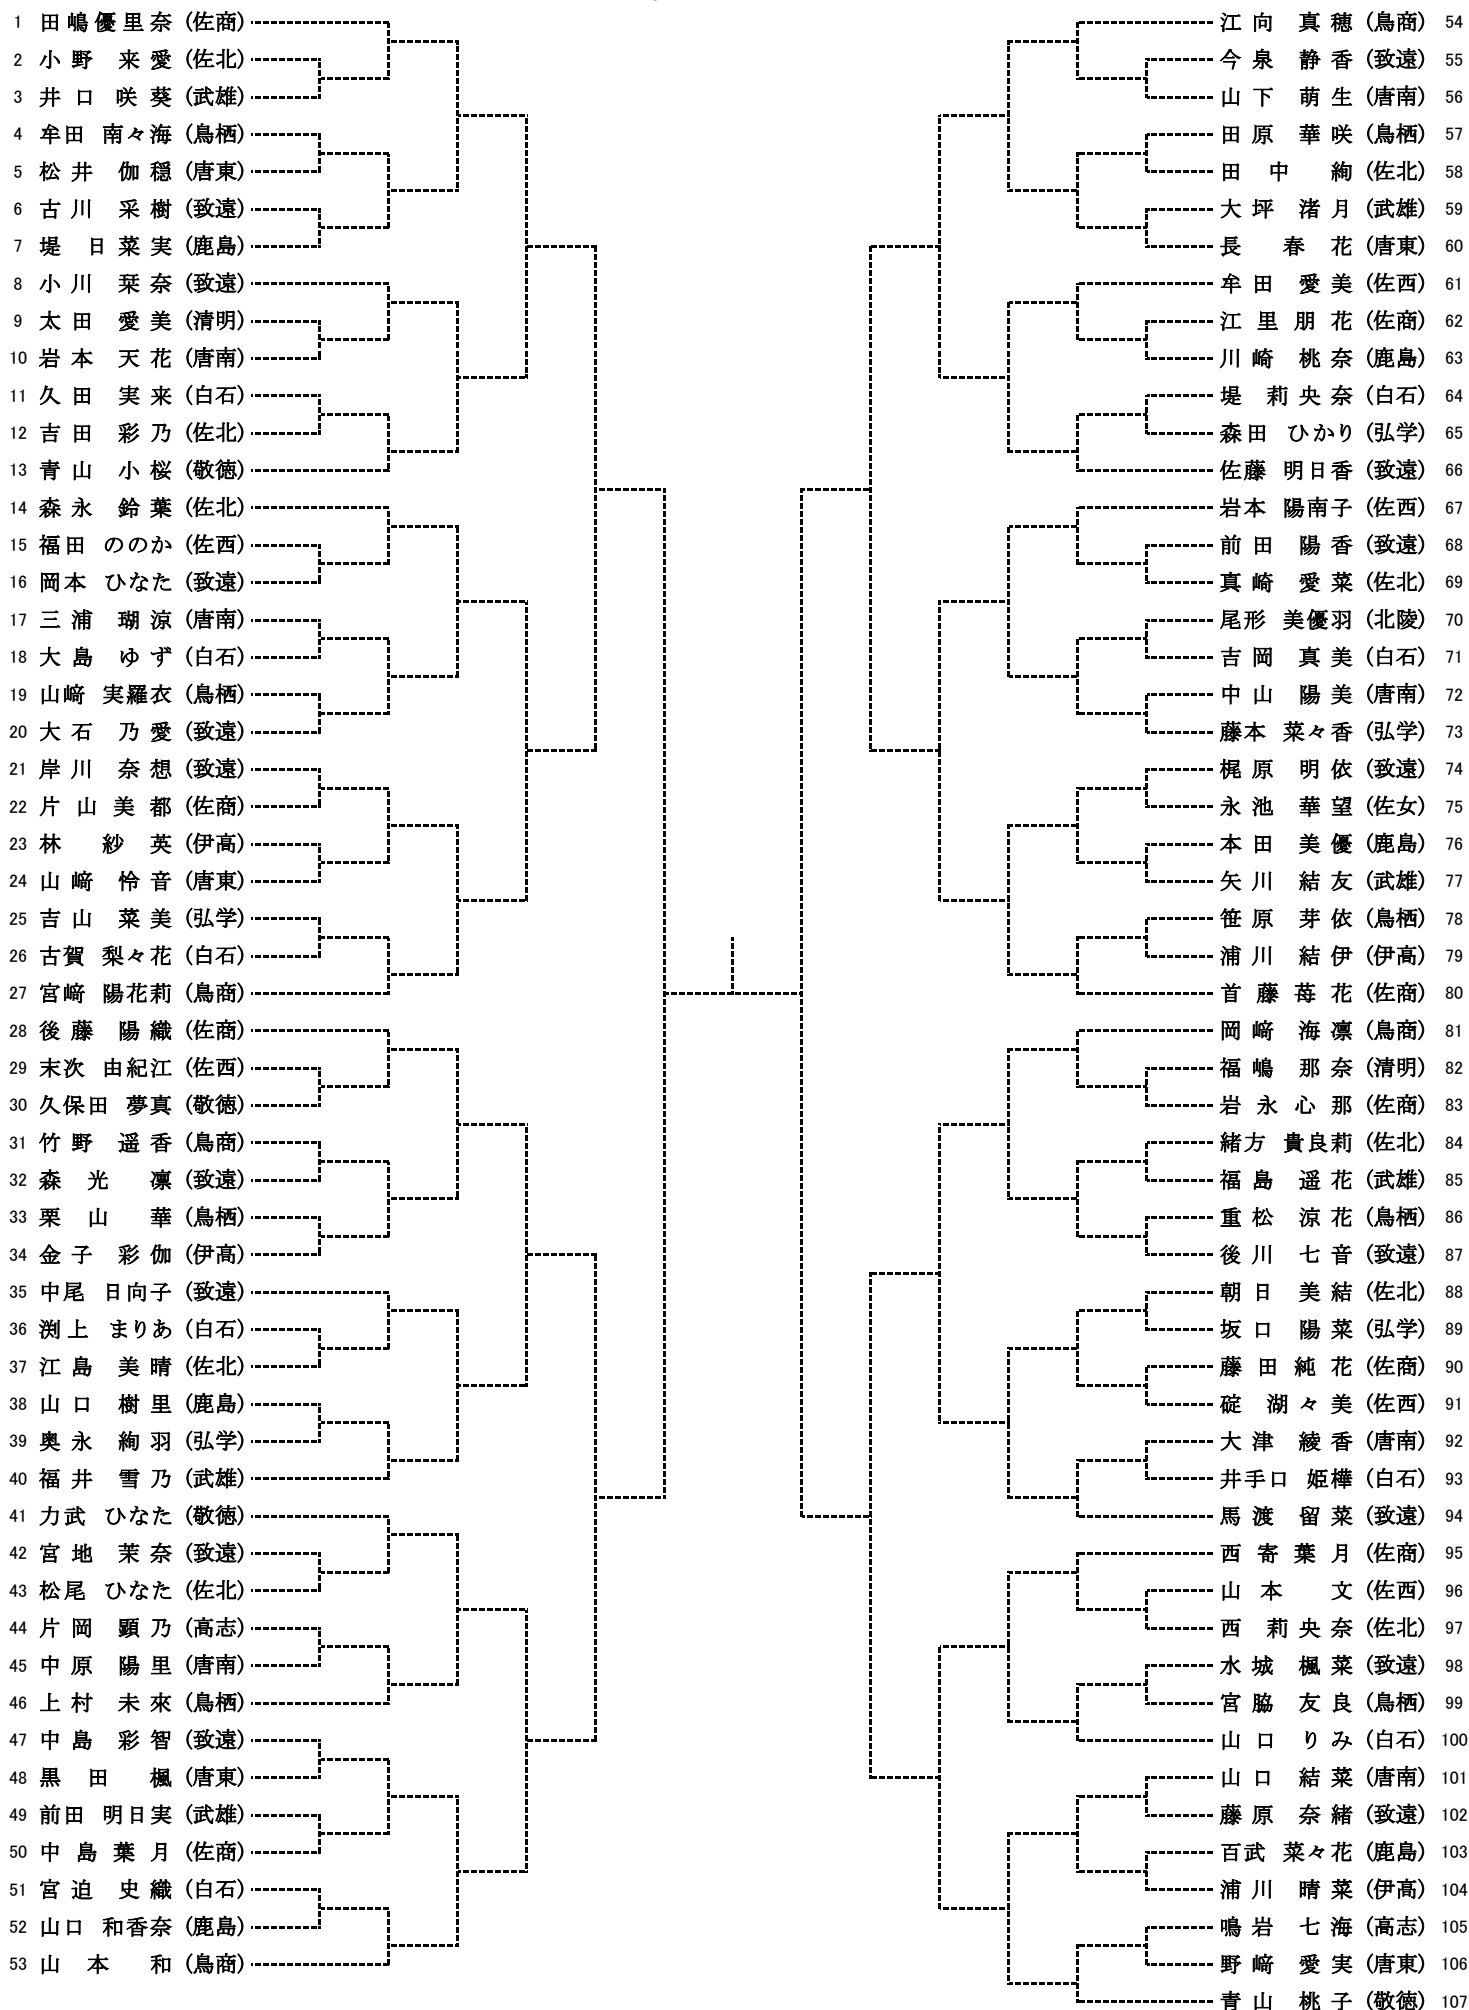 1 田嶋優里奈 (佐商)
2 小野 来愛 (佐北)
3 井口 咲葵 (武雄)
4 牟田 南々海 (鳥栖)
5 松井 伽穏 (唐東)
6 古川 采樹 (致遠)
7 堤 日菜実 (鹿島)
8 小川 栞奈 (致遠)
9 太田 愛美 (清明)
10 岩本 天花 (唐南)
11 久田 実来 (白石)
12 吉田 彩乃 (佐北)
13 青山 小桜 (敬徳)
14 森永 鈴葉 (佐北)
15 福田 ののか (佐西)
16 岡本 ひなた (致遠)
17 三浦 瑚涼 (唐南)
18 大島 ゆず (白石)
19 山﨑 実羅衣 (鳥栖)
20 大石 乃愛 (致遠)
21 岸川 奈想 (致遠)
22 片山美都 (佐商)
23 林 紗英 (伊高)
24 山﨑 怜音 (唐東)
25 吉山 菜美 (弘学)
26 古賀 梨々花 (白石)
27 宮﨑 陽花莉 (鳥商)
28 後藤 陽織 (佐商)
29 末次 由紀江 (佐西)
30 久保田 夢真 (敬徳)
31 竹野 遥香 (鳥商)
32 森光 凛 (致遠)
33 栗山 華 (鳥栖)
34 金子 彩伽 (伊高)
35 中尾 日向子 (致遠)
36 渕上 まりあ (白石)
37 江島 美晴 (佐北)
38 山口 樹里 (鹿島)
39 奥永 絢羽 (弘学)
40 福井 雪乃 (武雄)
41 力武 ひなた (敬徳)
42 宮地 茉奈 (致遠)
43 松尾 ひなた (佐北)
44 片岡 顕乃 (高志)
45 中原 陽里 (唐南)
46 上村 未來 (鳥栖)
47 中島 彩智 (致遠)
48 黒田 楓 (唐東)
49 前田 明日実 (武雄)
50 中島葉月 (佐商)
51 宮迫 史織 (白石)
52 山口 和香奈 (鹿島)
53 山本 和 (鳥商)
江向 真穂 (鳥商) 54
今泉 静香 (致遠) 55
山下 萌生 (唐南) 56
田原 華咲 (鳥栖) 57
田中 絢 (佐北) 58
大坪 渚月 (武雄) 59
長 春花 (唐東) 60
牟田 愛美 (佐西) 61
江里朋花 (佐商) 62
川崎 桃奈 (鹿島) 63
堤 莉央奈 (白石) 64
森田 ひかり (弘学) 65
佐藤 明日香 (致遠) 66
岩本 陽南子 (佐西) 67
前田 陽香 (致遠) 68
真崎 愛菜 (佐北) 69
尾形 美優羽 (北陵) 70
吉岡 真美 (白石) 71
中山 陽美 (唐南) 72
藤本 菜々香 (弘学) 73
梶原 明依 (致遠) 74
永池 華望 (佐女) 75
本田 美優 (鹿島) 76
矢川 結友 (武雄) 77
笹原 芽依 (鳥栖) 78
浦川 結伊 (伊高) 79
首藤苺花 (佐商) 80
岡﨑 海凛 (鳥商) 81
福嶋 那奈 (清明) 82
岩永心那 (佐商) 83
緒方 貴良莉 (佐北) 84
福島 遥花 (武雄) 85
重松 涼花 (鳥栖) 86
後川 七音 (致遠) 87
朝日 美結 (佐北) 88
坂口 陽菜 (弘学) 89
藤田純花 (佐商) 90
碇 湖々美 (佐西) 91
大津 綾香 (唐南) 92
井手口 姫樺 (白石) 93
馬渡 留菜 (致遠) 94
西寄葉月 (佐商) 95
山本 文 (佐西) 96
西 莉央奈 (佐北) 97
水城 楓菜 (致遠) 98
宮脇 友良 (鳥栖) 99
山口 りみ (白石) 100
山口 結菜 (唐南) 101
藤原 奈緒 (致遠) 102
百武 菜々花 (鹿島) 103
浦川 晴菜 (伊高) 104
鳴岩 七海 (高志) 105
野﨑 愛実 (唐東) 106
青山 桃子 (敬徳) 107